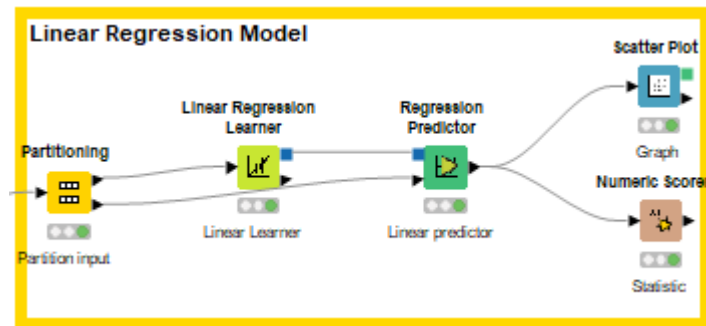 Linear Regression Model
Scatter Plot
Linear Regression
Learner
Regression
Predictor
Partitioning
Graph
Numeric Scorer
Linear Learner
Linear predictor
Partition input
Statistic